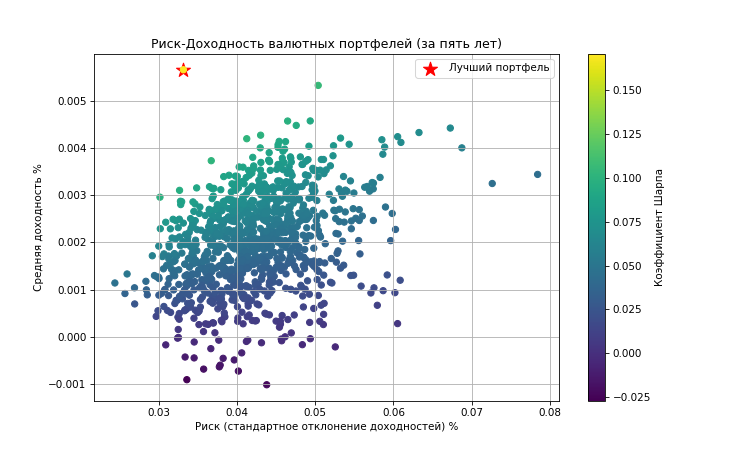 Риск-Доходность валютных портфелей (за пять лет)
Лучший портфель
Средняя доходность %
0.005
0.004
0.003
0.002
0.001
0.000
−0.001
0.03 0.04 0.05 0.06 0.07 0.08
Риск (стандартное отклонение доходностей) %
0.150
0.125
0.100
0.075
0.050
0.025
0.000
−0.025
Коэффициент Шарпа